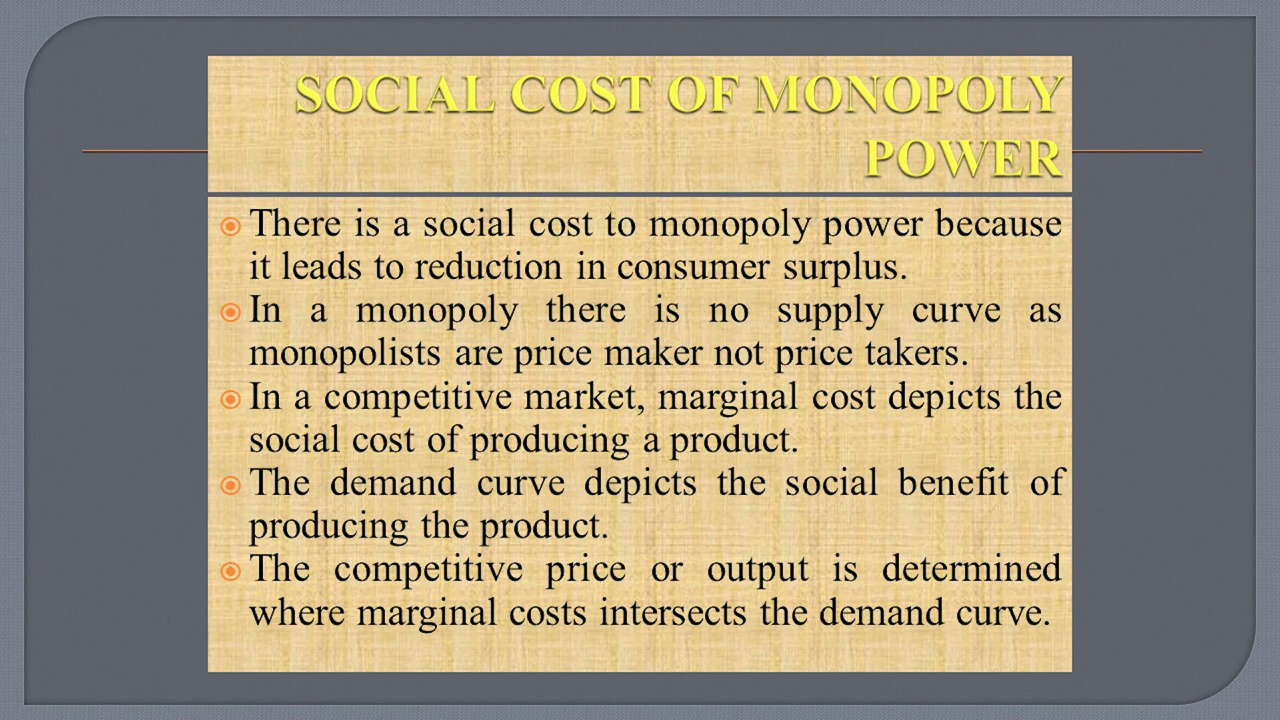 SOCIAL COST OF MONOPOLY
POWER
There is a social cost to monopoly power because
it leads to reduction in consumer surplus.
In a monopoly there is no supply curve as
monopolists are price maker not price takers.
In a competitive market, marginal cost depicts the
social cost of producing a product.
The demand curve depicts the social benefit of
producing the product.
The competitive price or output is determined
where marginal costs intersects the demand curve.